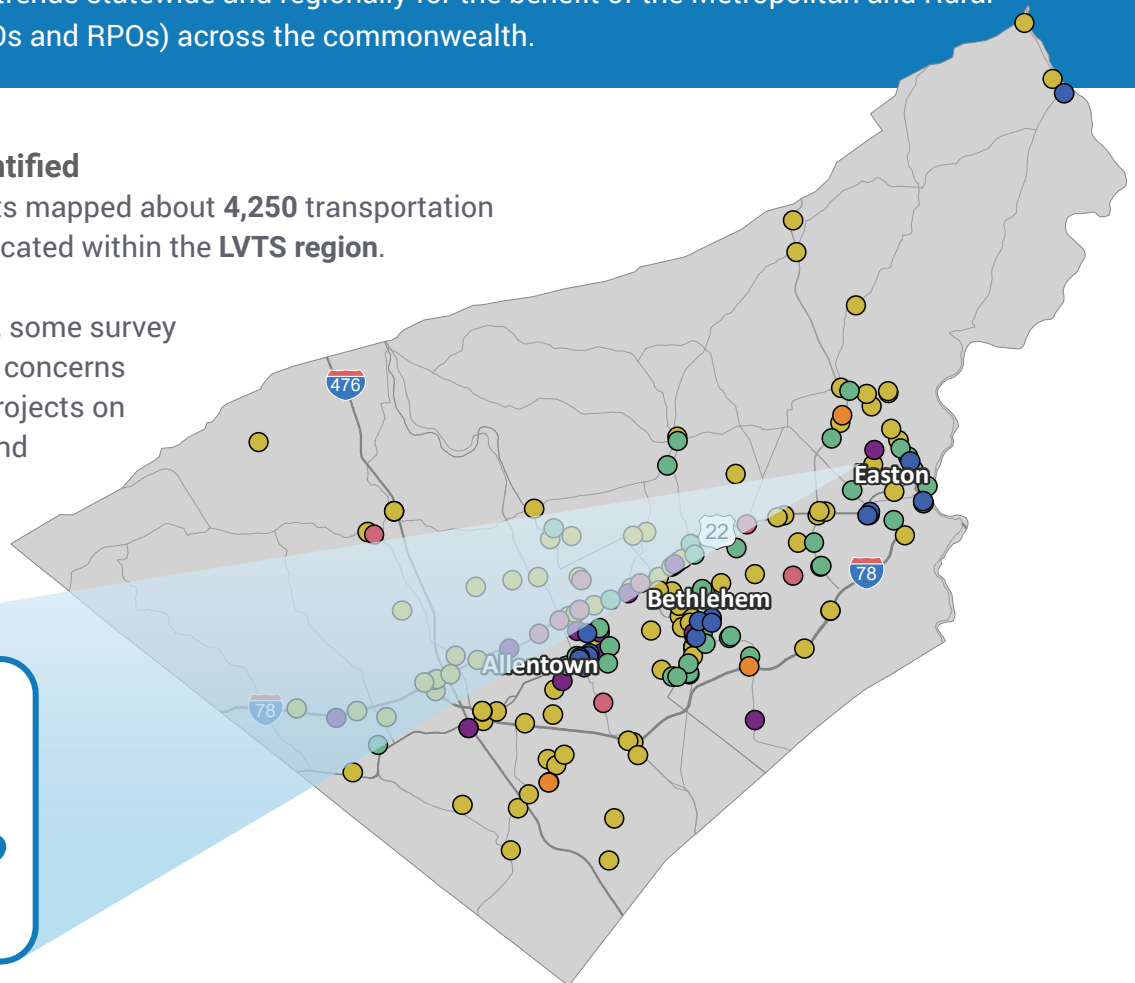 trends statewide and regionally for the benefit of the Metropolitan and Rural
Os and RPOs) across the commonwealth.
ntified
ts mapped about 4,250 transportation
cated within the LVTS region.
some survey
concerns
rojects on
nd
476
Easton
22
78
Bethlehem
Allentown
78